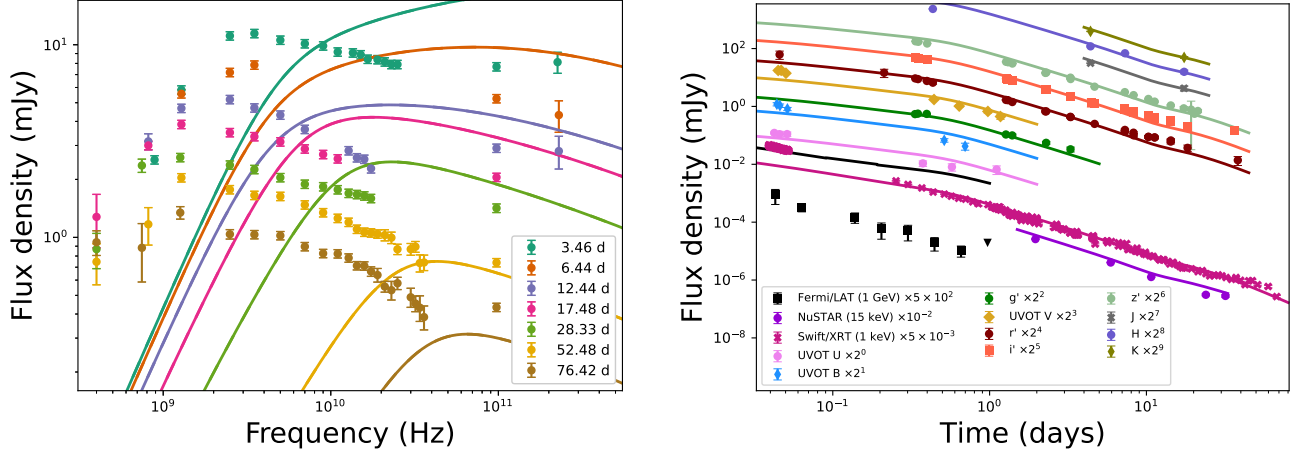 Flux density (mJy)
10¹
10⁰
10⁹
10¹⁰
10¹¹
Frequency (Hz)
3.46 d
6.44 d
12.44 d
17.48 d
28.33 d
52.48 d
76.42 d
Flux density (mJy)
10²
10⁰
10⁻²
10⁻⁴
10⁻⁶
10⁻⁸
10⁻¹
10⁰
10¹
Time (days)
Fermi/LAT (1 GeV) ×5×10²
NuSTAR (15 keV) ×10⁻²
Swift/XRT (1 keV) ×5×10⁻³
UVOT U ×2⁰
UVOT B ×2¹
g' ×2²
UVOT V ×2³
r' ×2⁴
i' ×2⁵
z' ×2⁶
J ×2⁷
H ×2⁸
K ×2⁹